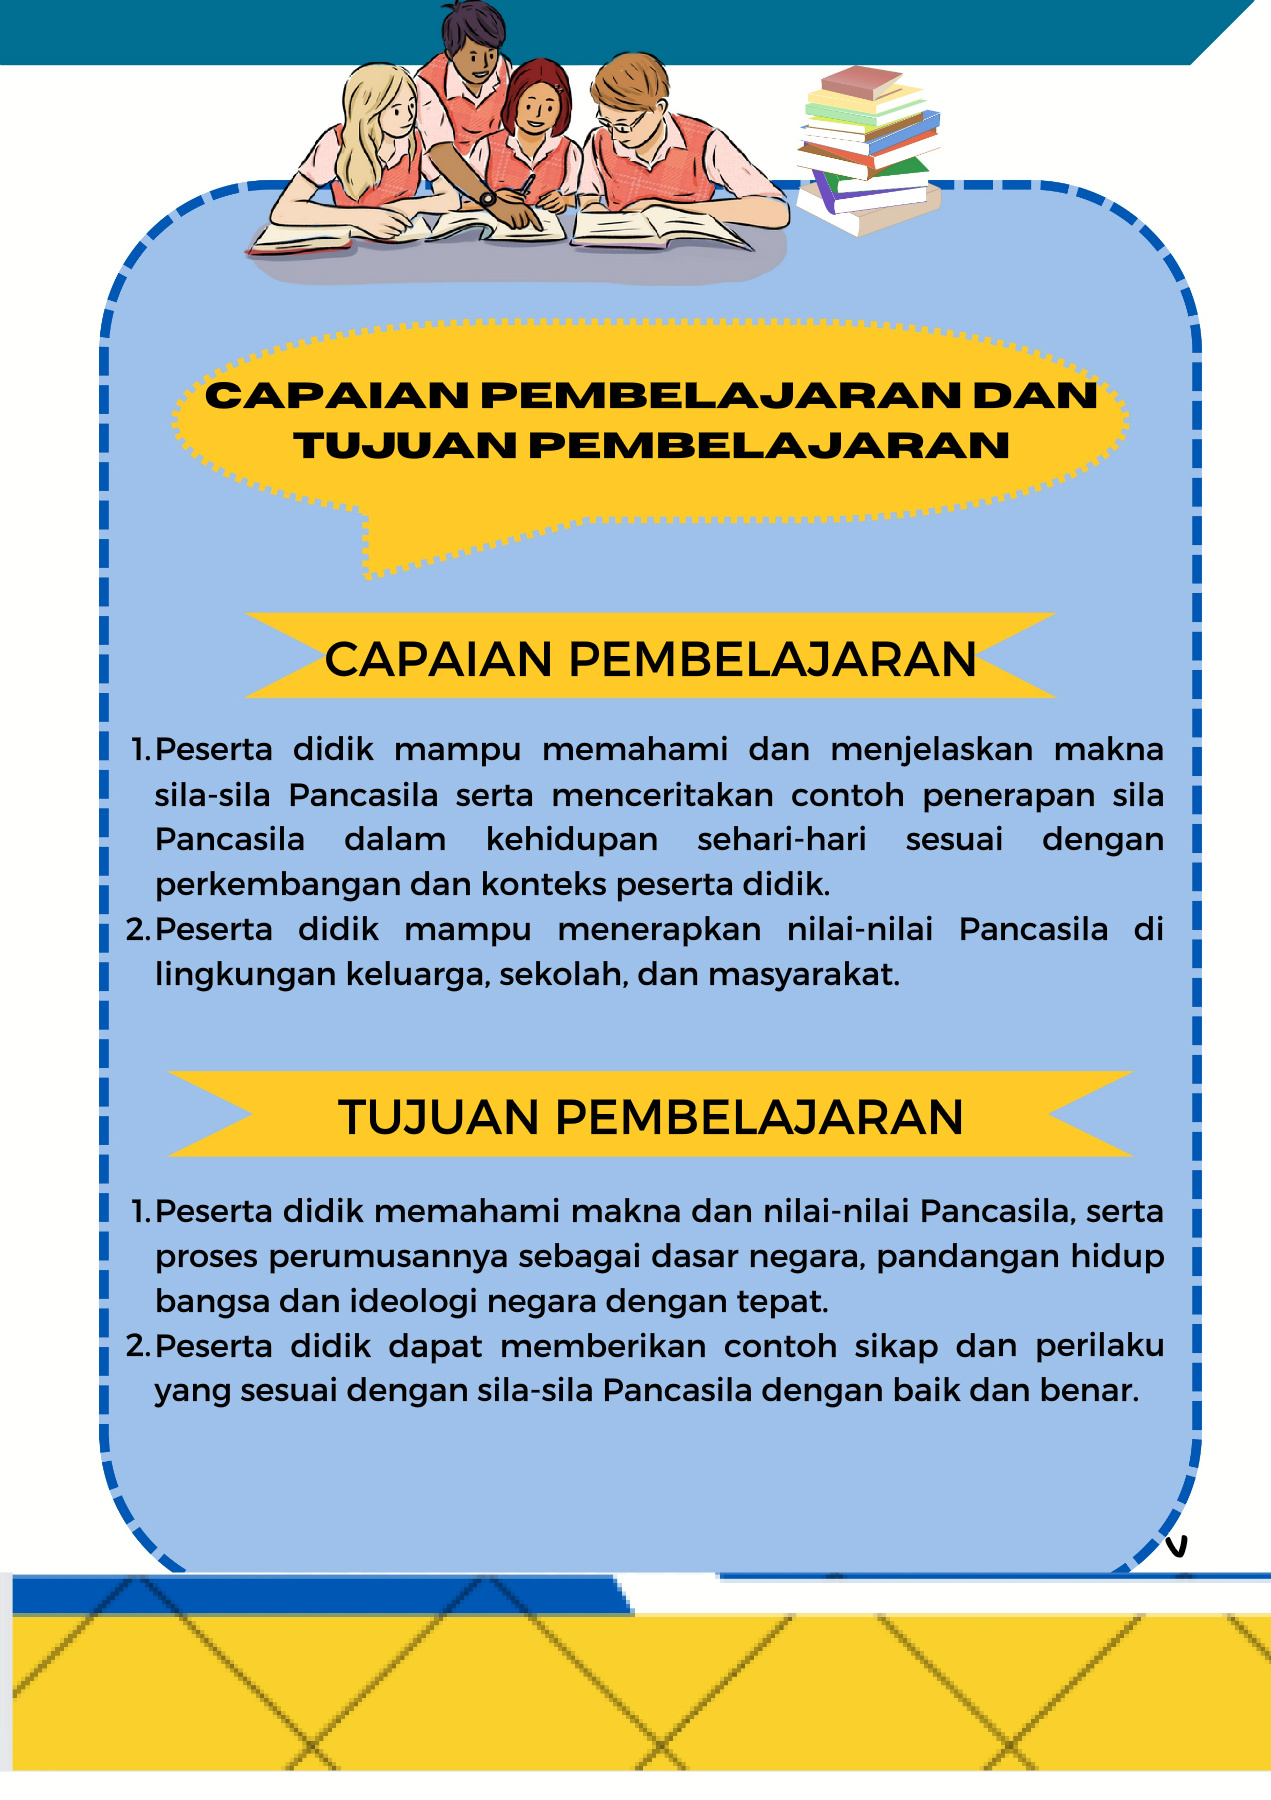 CAPAIAN PEMBELAJARAN DAN
TUJUAN PEMBELAJARAN
CAPAIAN PEMBELAJARAN
1. Peserta didik mampu memahami dan menjelaskan makna
sila-sila Pancasila serta menceritakan contoh penerapan sila
Pancasila dalam kehidupan sehari-hari sesuai dengan
perkembangan dan konteks peserta didik.
2. Peserta didik mampu menerapkan nilai-nilai Pancasila di
lingkungan keluarga, sekolah, dan masyarakat.
TUJUAN PEMBELAJARAN
1. Peserta didik memahami makna dan nilai-nilai Pancasila, serta
proses perumusannya sebagai dasar negara, pandangan hidup
bangsa dan ideologi negara dengan tepat.
2. Peserta didik dapat memberikan contoh sikap dan perilaku
yang sesuai dengan sila-sila Pancasila dengan baik dan benar.
v